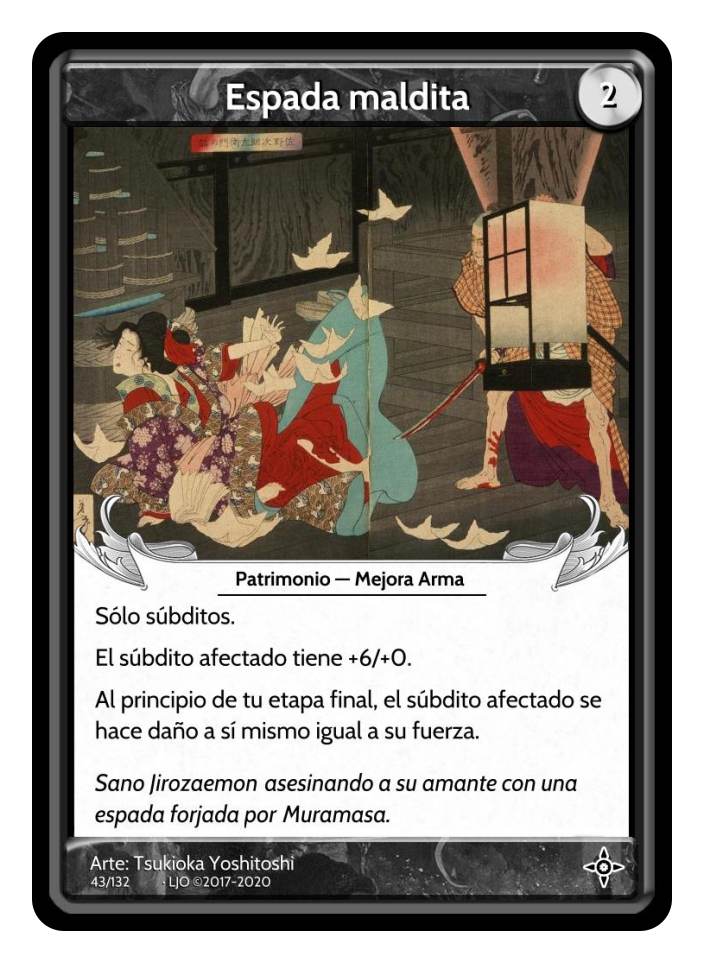 Espada maldita
2
Patrimonio — Mejora Arma
Sólo súbditos.
El súbdito afectado tiene +6/+0.
Al principio de tu etapa final, el súbdito afectado se
hace daño a sí mismo igual a su fuerza.
Sano Jirozaemon asesinando a su amante con una
espada forjada por Muramasa.
Arte: Tsukioka Yoshitoshi
43/132 · LJO ©2017-2020